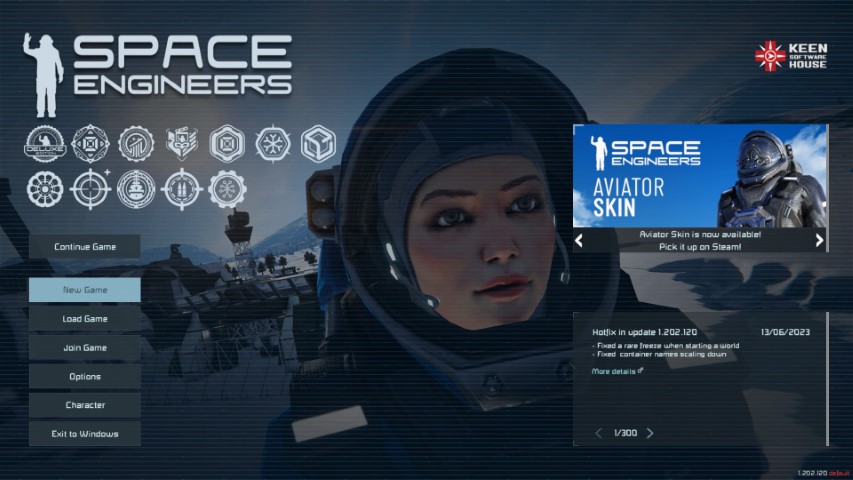 SPACE
ENGINEERS
KEEN
SOFTWARE
HOUSE
DELUXE
SPACE
ENGINEERS
AVIATOR
SKIN
Aviator Skin is now available!
Pick it up on Steam!
Continue Game
New Game
Load Game
Join Game
Options
Character
Exit to Windows
Hotfix in update 1.202.120 13/06/2023
- Fixed a rare freeze when starting a world
- Fixed container names scaling down
More details
1/300
1.202.120 default